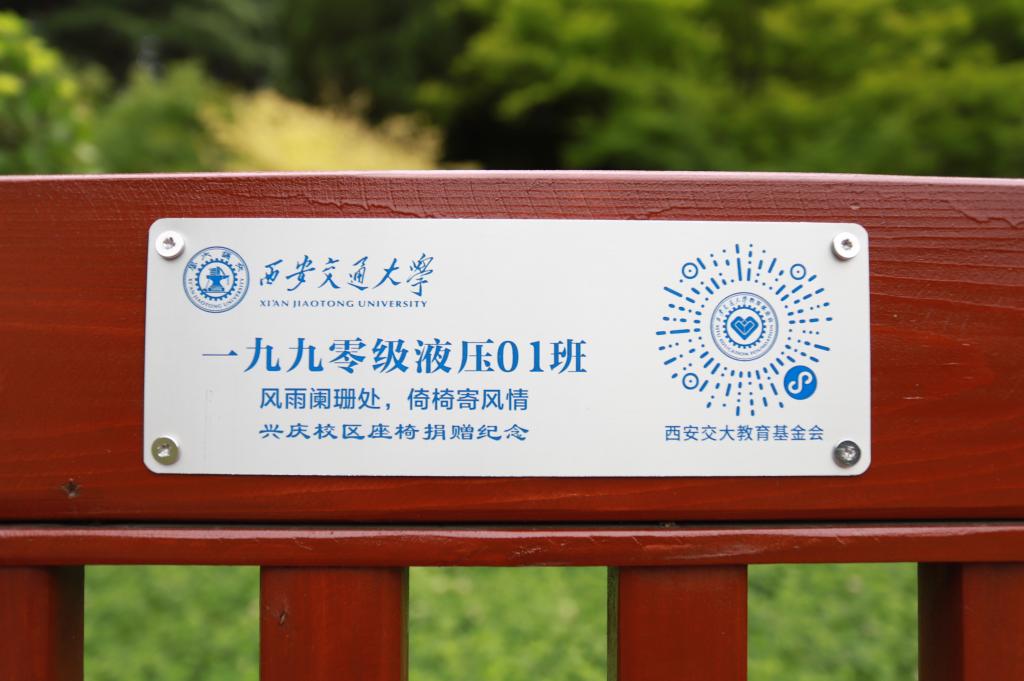 西安交通大學
XI'AN JIAOTONG UNIVERSITY
一九九零级液压01班
风雨阑珊处，倚椅寄风情
兴庆校区座椅捐赠纪念
西安交大教育基金会